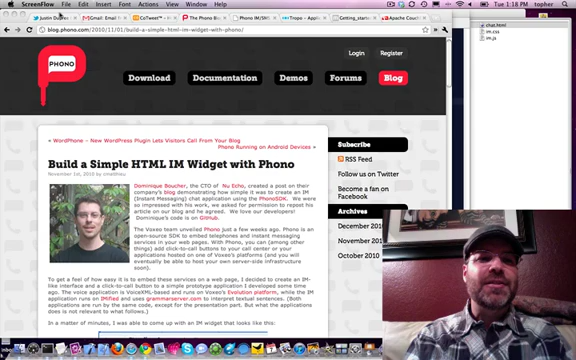 ScreenFlow File Edit Mark Insert Font Actions View Window Help
Tue 1:18 PM topher
Justin Dupre
Gmail: Email
GoTweet™
The Phono B
Phono IM/SMS
Tropo - Applic
Getting_starte
Apache Couc
blog.phono.com/2010/11/01/build-a-simple-html-im-widget-with-phono/
chat.html
im.css
im.js
Login Register
PHONO
Download Documentation Demos Forums Blog
« WordPhone – New WordPress Plugin Lets Visitors Call From Your Blog
Phono Running on Android Devices »
Build a Simple HTML IM Widget with Phono
November 1st, 2010 by cmatthieu
Dominique Boucher, the CTO of Nu Echo, created a post on their
company's blog demonstrating how simple it was to create an IM
(Instant Messaging) chat application using the PhonoSDK. We were
so impressed with his work, we asked for permission to repost his
article on our blog and he agreed. We love our developers!
Dominique's code is on GitHub.
The Voxeo team unveiled Phono just a few weeks ago. Phono is an
open-source SDK to embed telephones and instant messaging
services in your web pages. With Phono, you can (among other
things) add click-to-call buttons to your call center or your
applications hosted on one of Voxeo's platforms (and you will
eventually be able to host your own server-side infrastructure
soon).
To get a feel of how easy it is to embed these services on a web page, I decided to create an IM-
like interface and a click-to-call button to a simple prototype application I developed some time
ago. The voice application is VoiceXML-based and runs on Voxeo's Evolution platform, while the IM
application runs on IMified and uses grammarserver.com to interpret textual sentences. (Both
applications are run by the same code, except for the presentation part. But what the applications
does is not relevant to what follows.)
In a matter of minutes, I was able to come up with an IM widget that looks like this:
Subscribe
RSS Feed
Follow us on Twitter
Become a fan on
Facebook
Archives
December 2010
November 20
October 2010